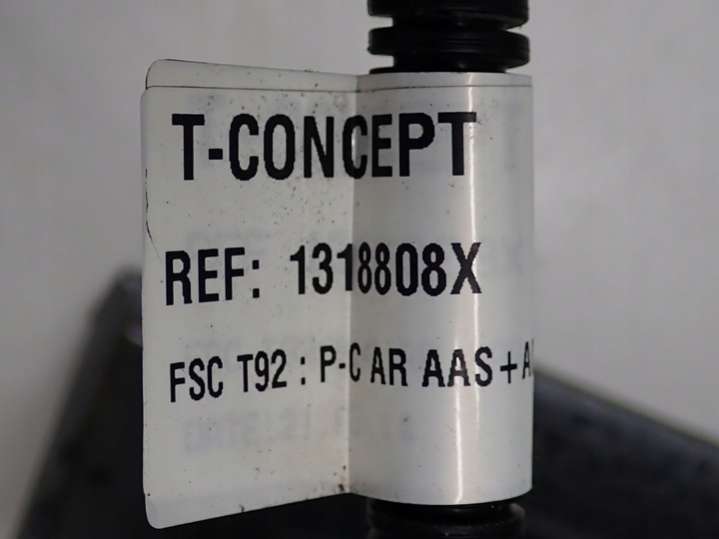 T-CONCEPT
REF: 1318808X
FSC T92 : P-C AR AAS+A